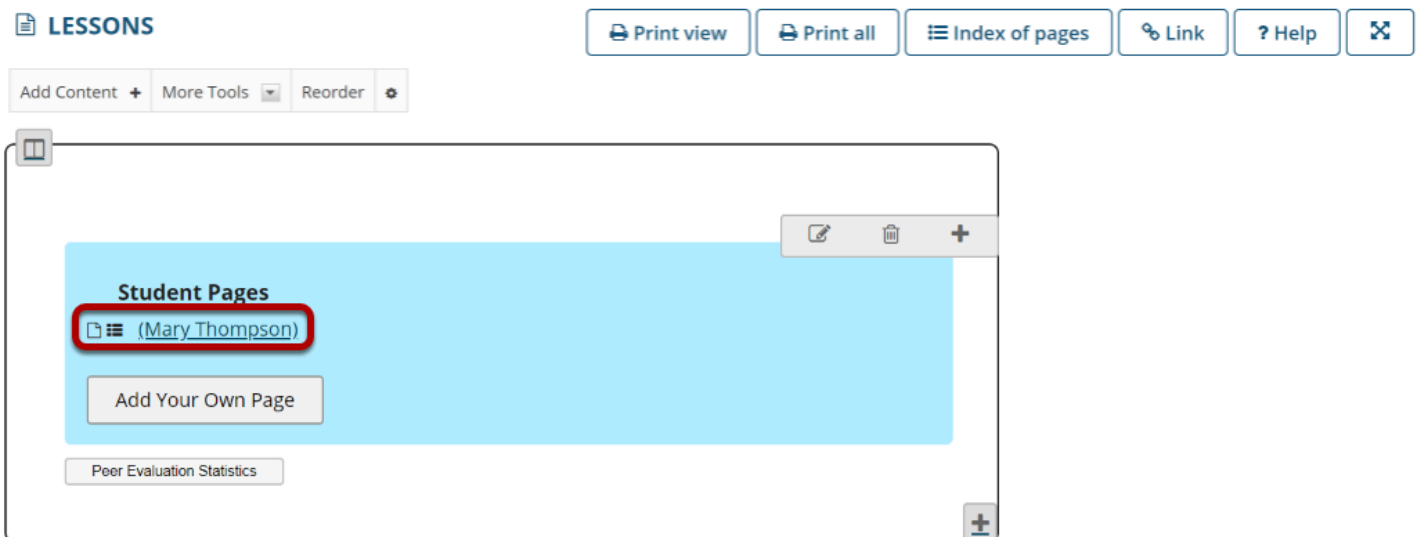 LESSONS
Print view
Print all
Index of pages
Link
? Help
Add Content +
More Tools
Reorder
Student Pages
(Mary Thompson)
Add Your Own Page
Peer Evaluation Statistics